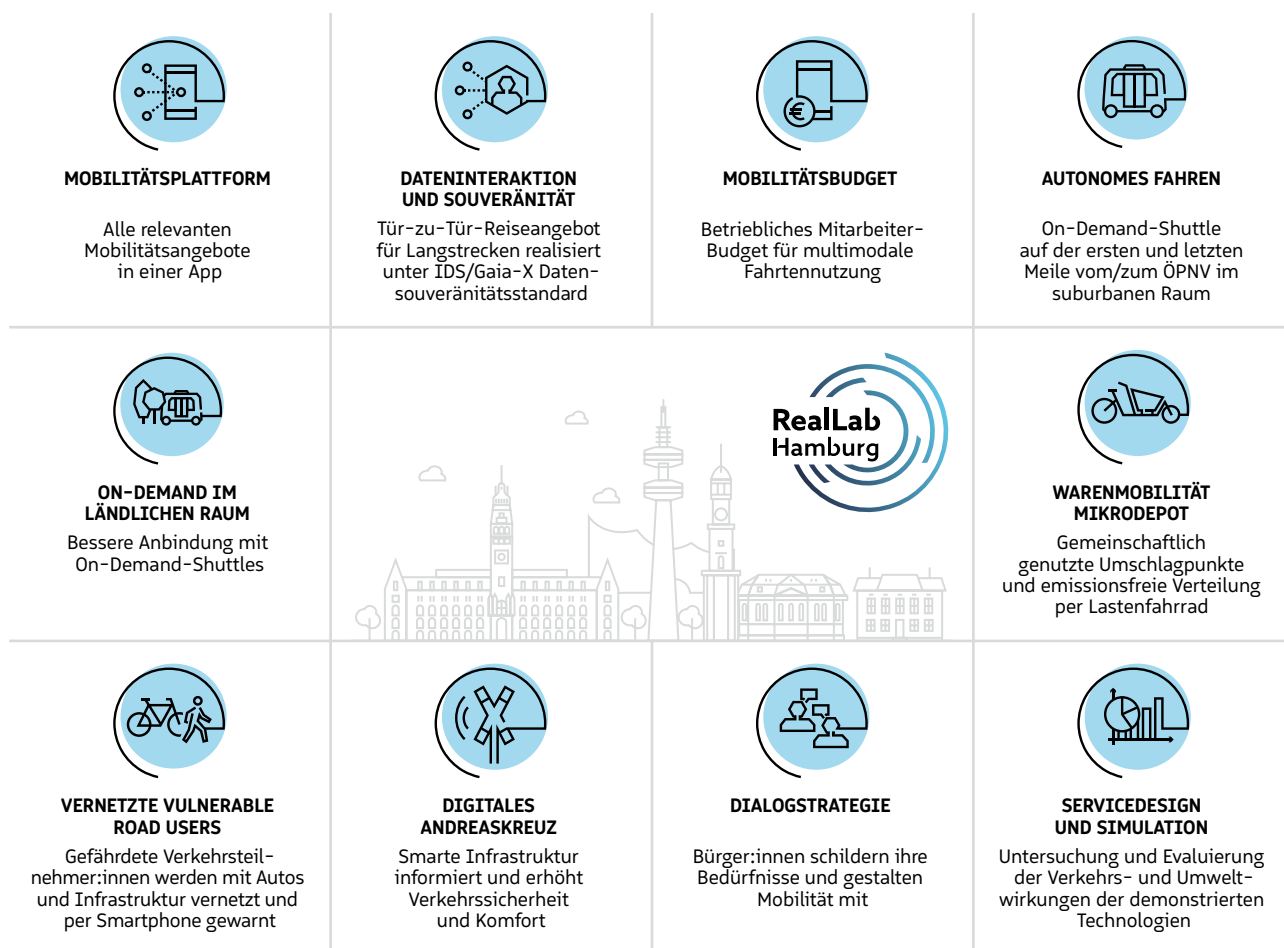 MOBILITÄTSPLATTFORM
Alle relevanten
Mobilitätsangebote
in einer App
DATENINTERAKTION
UND SOUVERÄNITÄT
Tür-zu-Tür-Reiseangebot
für Langstrecken realisiert
unter IDS/Gaia-X Daten-
souveränitätsstandard
MOBILITÄTSBUDGET
Betriebliches Mitarbeiter-
Budget für multimodale
Fahrtennutzung
AUTONOMES FAHREN
On-Demand-Shuttle
auf der ersten und letzten
Meile vom/zum ÖPNV im
suburbanen Raum
ON-DEMAND IM
LÄNDLICHEN RAUM
Bessere Anbindung mit
On-Demand-Shuttles
RealLab
Hamburg
WARENMOBILITÄT
MIKRODEPOT
Gemeinschaftlich
genutzte Umschlagpunkte
und emissionsfreie Verteilung
per Lastenfahrrad
VERNETZTE VULNERABLE
ROAD USERS
Gefährdete Verkehrsteil-
nehmer:innen werden mit Autos
und Infrastruktur vernetzt und
per Smartphone gewarnt
DIGITALES
ANDREASKREUZ
Smarte Infrastruktur
informiert und erhöht
Verkehrssicherheit
und Komfort
DIALOGSTRATEGIE
Bürger:innen schildern ihre
Bedürfnisse und gestalten
Mobilität mit
SERVICEDESIGN
UND SIMULATION
Untersuchung und Evaluierung
der Verkehrs- und Umwelt-
wirkungen der demonstrierten
Technologien